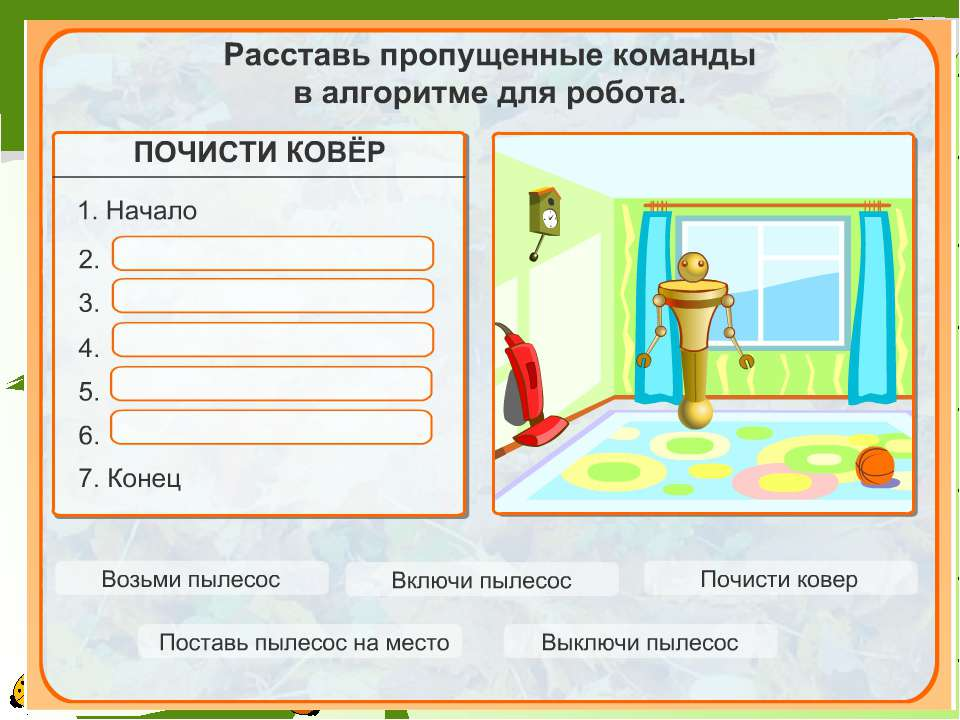 Расставь пропущенные команды
в алгоритме для робота.
ПОЧИСТИ КОВЁР
1. Начало
2.
3.
4.
5.
6.
7. Конец
Возьми пылесос
Включи пылесос
Почисти ковер
Поставь пылесос на место
Выключи пылесос